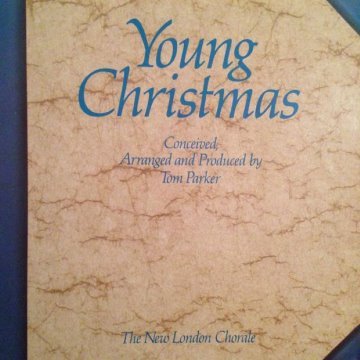 Young
Christmas
Conceived,
Arranged and Produced by
Tom Parker
The New London Chorale